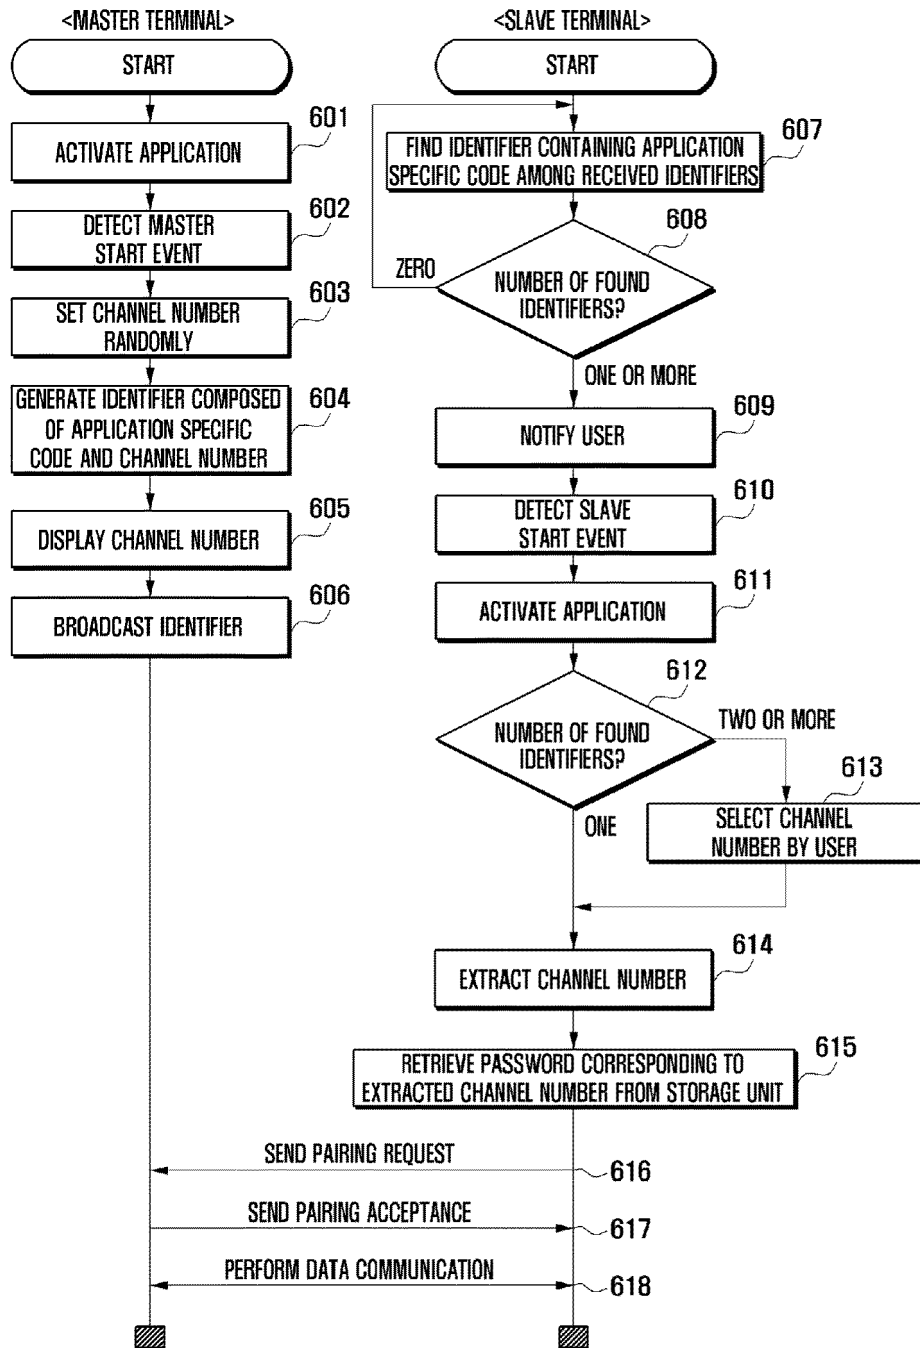 <MASTER TERMINAL>
START
601
ACTIVATE APPLICATION
602
DETECT MASTER
START EVENT
603
SET CHANNEL NUMBER
RANDOMLY
604
GENERATE IDENTIFIER COMPOSED
OF APPLICATION SPECIFIC
CODE AND CHANNEL NUMBER
605
DISPLAY CHANNEL NUMBER
606
BROADCAST IDENTIFIER
<SLAVE TERMINAL>
START
607
FIND IDENTIFIER CONTAINING APPLICATION
SPECIFIC CODE AMONG RECEIVED IDENTIFIERS
608
ZERO
NUMBER OF FOUND
IDENTIFIERS?
ONE OR MORE
609
NOTIFY USER
610
DETECT SLAVE
START EVENT
611
ACTIVATE APPLICATION
612
TWO OR MORE
NUMBER OF FOUND
IDENTIFIERS?
613
SELECT CHANNEL
NUMBER BY USER
ONE
614
EXTRACT CHANNEL NUMBER
615
RETRIEVE PASSWORD CORRESPONDING TO
EXTRACTED CHANNEL NUMBER FROM STORAGE UNIT
SEND PAIRING REQUEST
616
SEND PAIRING ACCEPTANCE
617
PERFORM DATA COMMUNICATION
618